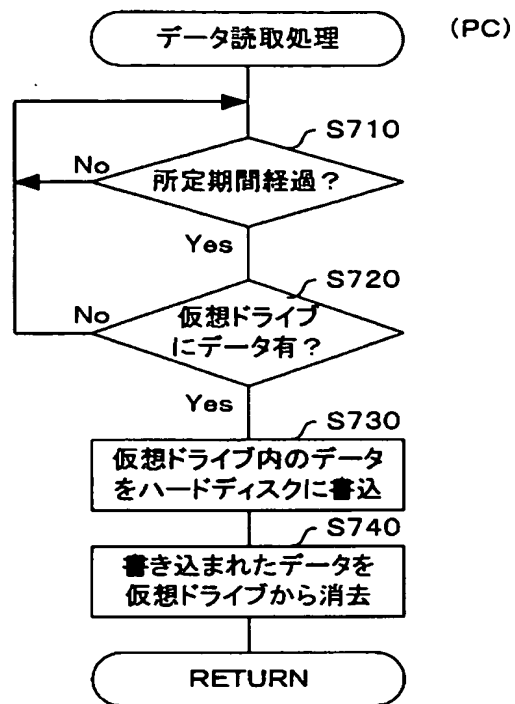 データ読取処理
(PC)
S710
No
所定期間経過？
Yes
S720
No
仮想ドライブ
にデータ有？
Yes
S730
仮想ドライブ内のデータ
をハードディスクに書込
S740
書き込まれたデータを
仮想ドライブから消去
RETURN